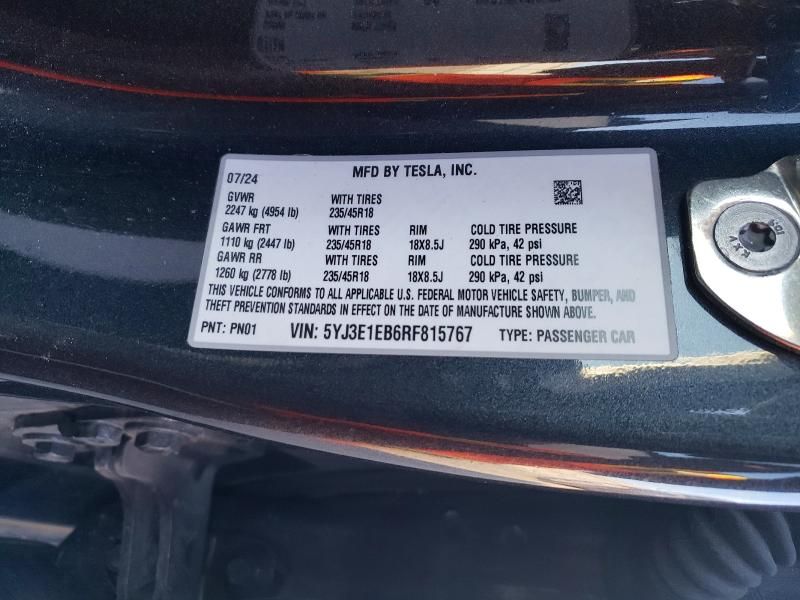 MFD BY TESLA, INC.
07/24
GVWR WITH TIRES
2247 kg (4954 lb) 235/45R18
GAWR FRT WITH TIRES RIM COLD TIRE PRESSURE
1110 kg (2447 lb) 235/45R18 18X8.5J 290 kPa, 42 psi
GAWR RR WITH TIRES RIM COLD TIRE PRESSURE
1260 kg (2778 lb) 235/45R18 18X8.5J 290 kPa, 42 psi
THIS VEHICLE CONFORMS TO ALL APPLICABLE U.S. FEDERAL MOTOR VEHICLE SAFETY, BUMPER, AND
THEFT PREVENTION STANDARDS IN EFFECT ON THE DATE OF MANUFACTURE SHOWN ABOVE.
PNT: PN01 VIN: 5YJ3E1EB6RF815767 TYPE: PASSENGER CAR